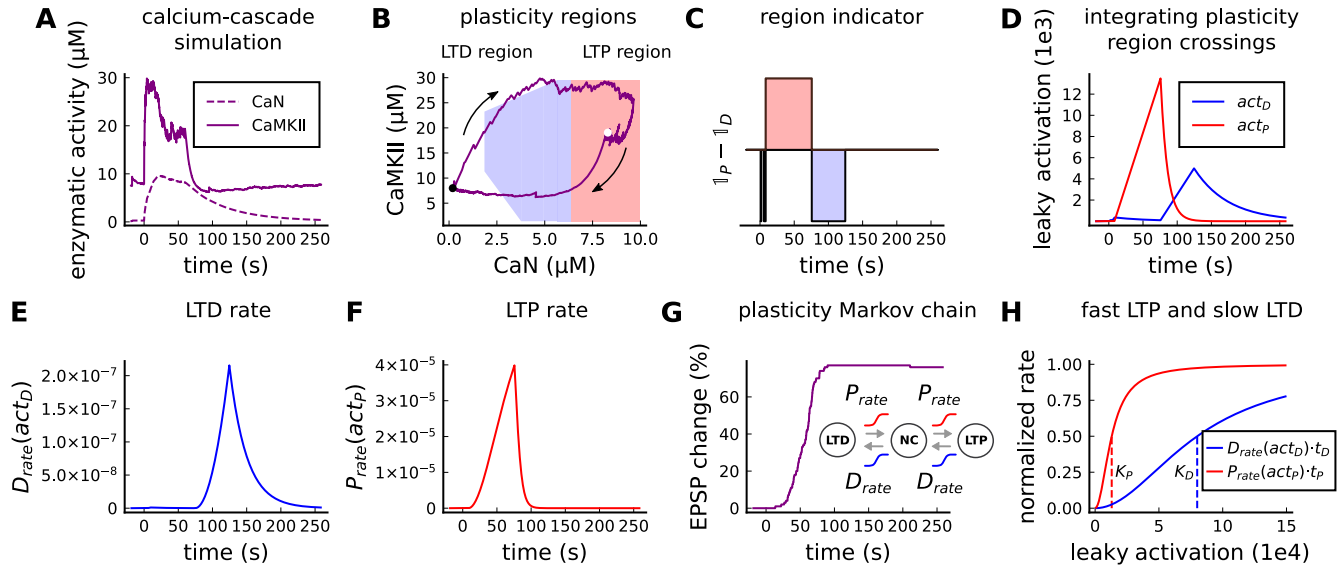 A
calcium-cascade
simulation
enzymatic activity (μM)
30
20
10
0
CaN
CaMKII
0 50 100 150 200 250
time (s)
B
plasticity regions
LTD region
LTP region
CaMKII (μM)
30
25
20
15
10
5
0.0 2.5 5.0 7.5 10.0
CaN (μM)
C
region indicator
𝟙P − 𝟙D
0 50 100 150 200 250
time (s)
D
integrating plasticity
region crossings
leaky activation (1e3)
12
10
8
6
4
2
actD
actP
0 50 100 150 200 250
time (s)
E
LTD rate
Drate(actD)
2.0×10⁻⁷
1.5×10⁻⁷
1.0×10⁻⁷
5.0×10⁻⁸
0
0 50 100 150 200 250
time (s)
F
LTP rate
Prate(actP)
4×10⁻⁵
3×10⁻⁵
2×10⁻⁵
1×10⁻⁵
0
0 50 100 150 200 250
time (s)
G
plasticity Markov chain
EPSP change (%)
60
40
20
0
Prate Prate
LTD NC LTP
Drate Drate
0 50 100 150 200 250
time (s)
H
fast LTP and slow LTD
normalized rate
1.00
0.75
0.50
0.25
0.00
KP
KD
Drate(actD)·tD
Prate(actP)·tP
0 5 10 15
leaky activation (1e4)